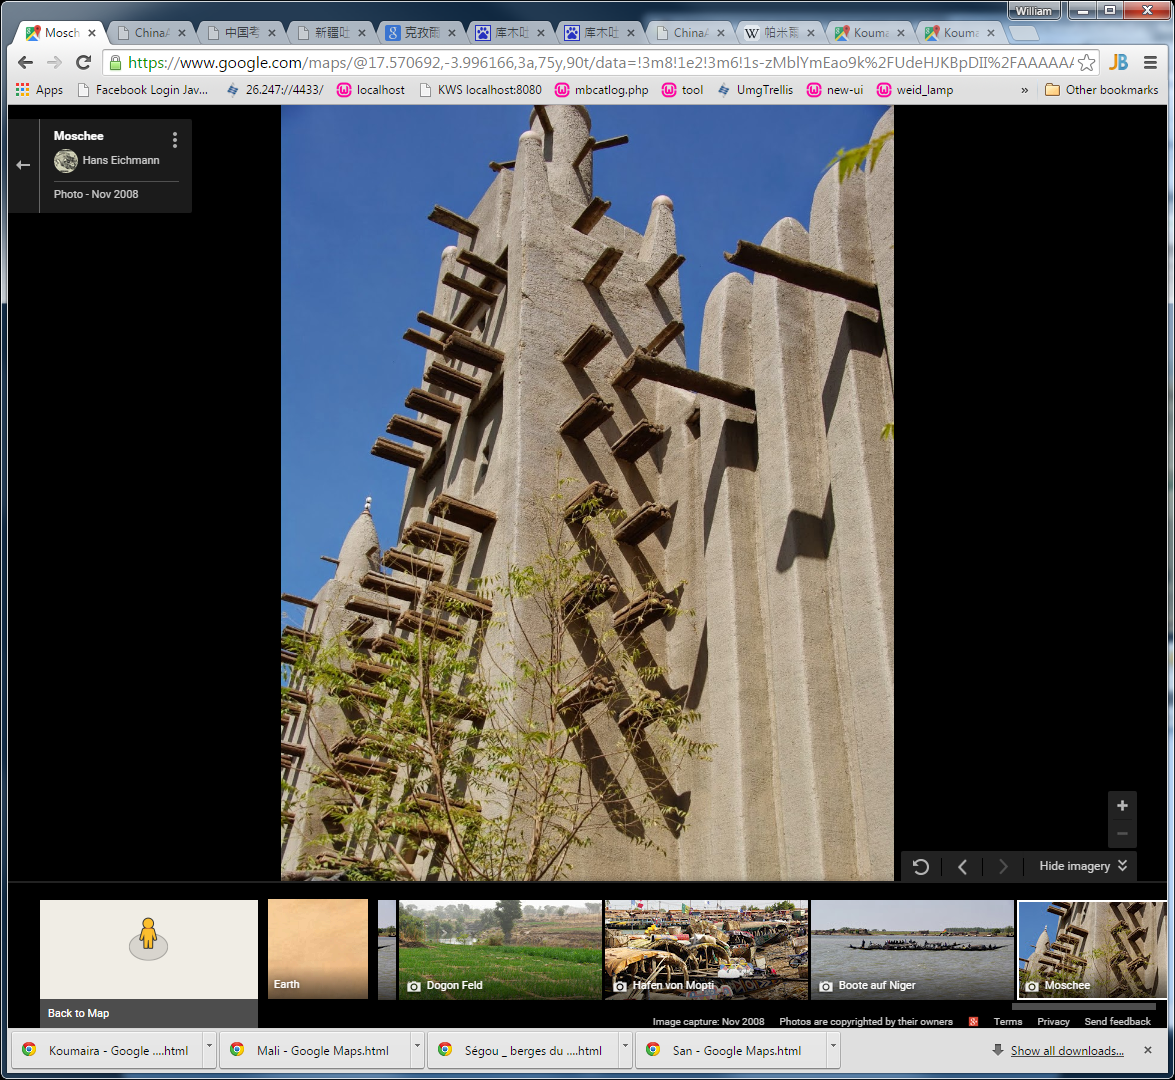 William
Mosch
ChinaA
中国考
新疆吐
克孜爾
库木吐
库木吐
ChinaA
帕米爾
Kouma
Kouma
https://www.google.com/maps/@17.570692,-3.996166,3a,75y,90t/data=!3m8!1e2!3m6!1s-zMblYmEao9k%2FUdeHJKBpDII%2FAAAAAA
Apps
Facebook Login Jav...
26.247://4433/
localhost
KWS localhost:8080
mbcatlog.php
tool
UmgTrellis
new-ui
weid_lamp
»
Other bookmarks
Moschee
Hans Eichmann
Photo - Nov 2008
Hide imagery
Earth
Dogon Feld
Hafen von Mopti
Boote auf Niger
Moschee
Back to Map
Image capture: Nov 2008
Photos are copyrighted by their owners
Terms
Privacy
Send feedback
Koumaira - Google ....html
Mali - Google Maps.html
Ségou _ berges du ....html
San - Google Maps.html
Show all downloads...